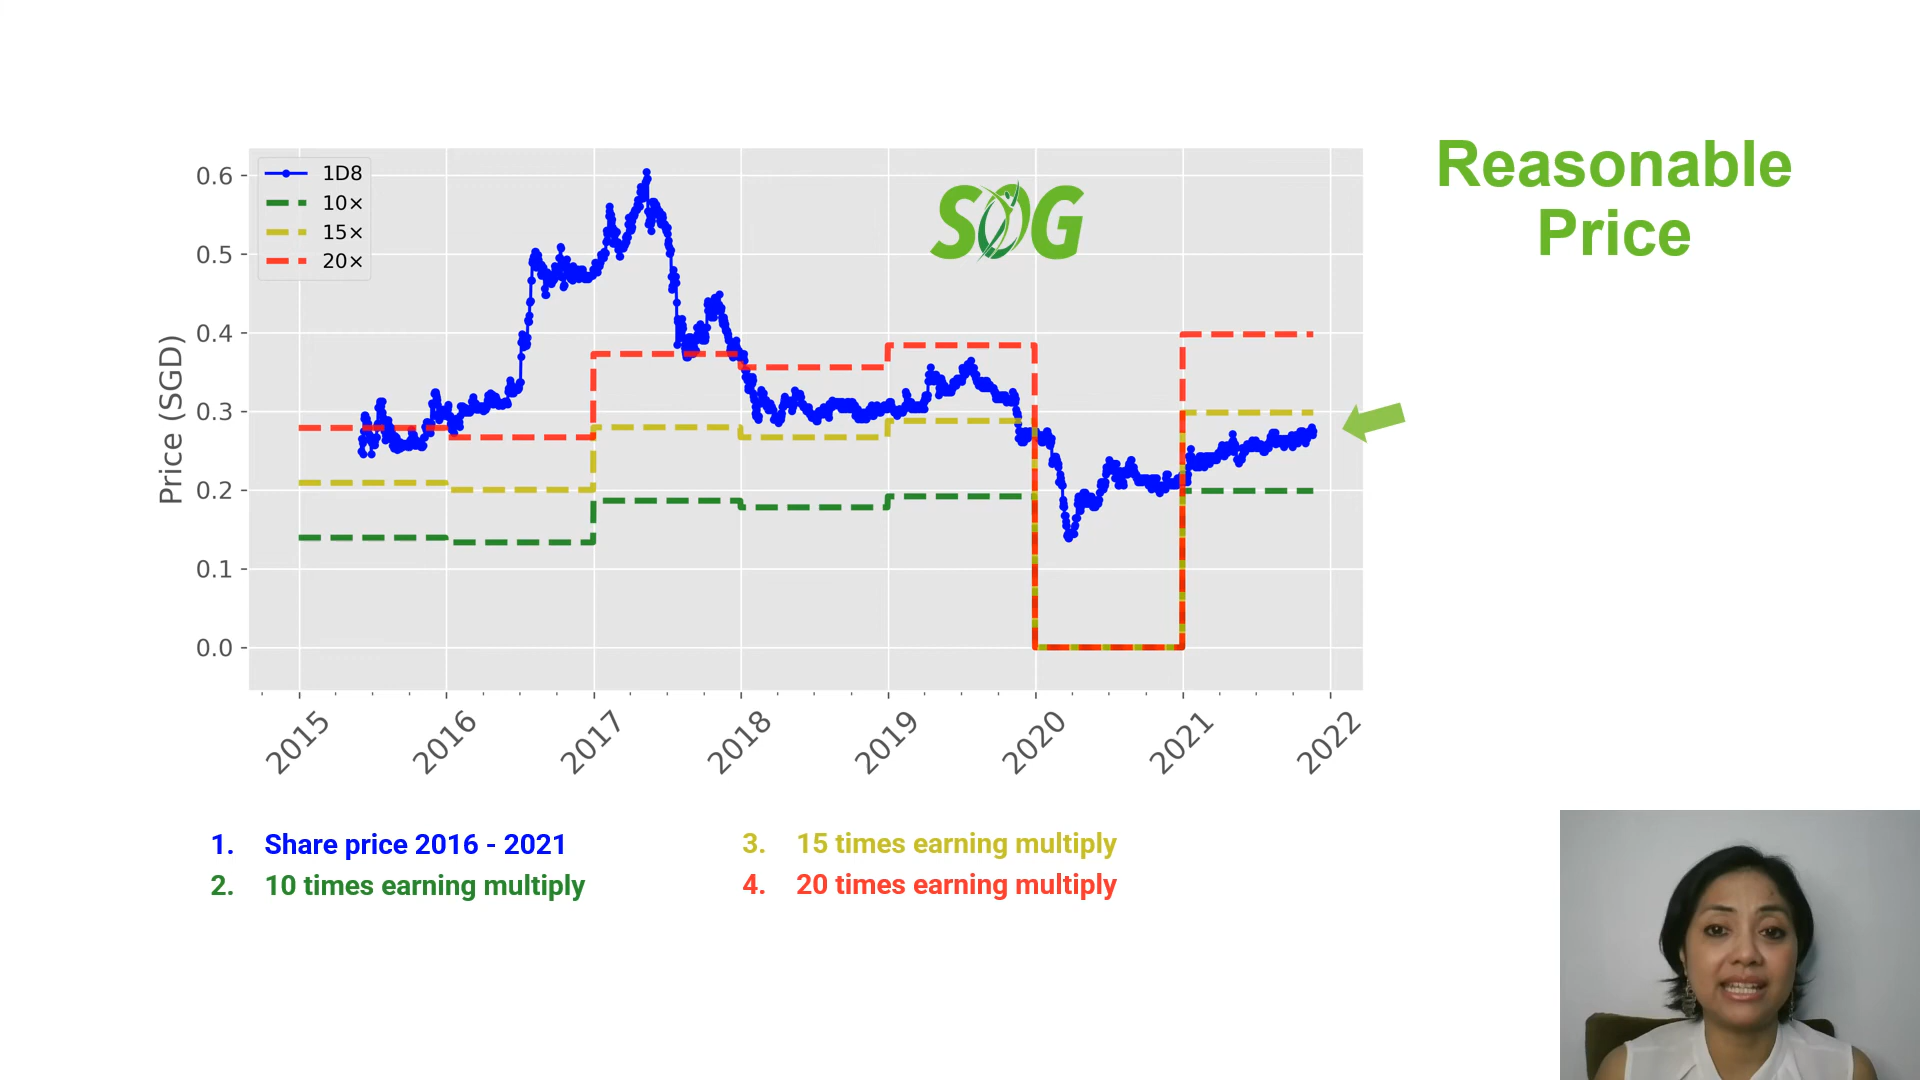 Reasonable
Price
SOG
1D8
10×
15×
20×
Price (SGD)
0.6
0.5
0.4
0.3
0.2
0.1
0.0
2015
2016
2017
2018
2019
2020
2021
2022
1. Share price 2016 - 2021
2. 10 times earning multiply
3. 15 times earning multiply
4. 20 times earning multiply